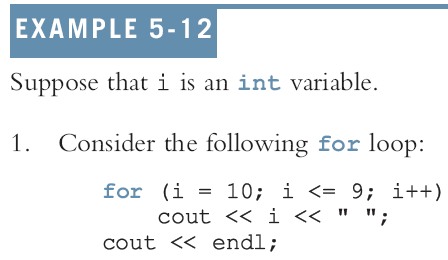 EXAMPLE 5-12
Suppose that i is an int variable.
1. Consider the following for loop:
for (i = 10; i <= 9; i++)
cout << i << " ";
cout << endl;